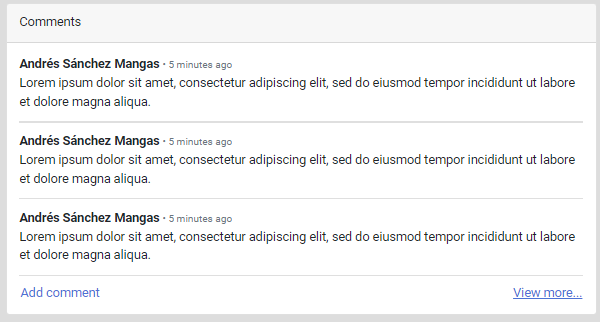 Comments
Andrés Sánchez Mangas • 5 minutes ago
Lorem ipsum dolor sit amet, consectetur adipiscing elit, sed do eiusmod tempor incididunt ut labore
et dolore magna aliqua.
Andrés Sánchez Mangas • 5 minutes ago
Lorem ipsum dolor sit amet, consectetur adipiscing elit, sed do eiusmod tempor incididunt ut labore
et dolore magna aliqua.
Andrés Sánchez Mangas • 5 minutes ago
Lorem ipsum dolor sit amet, consectetur adipiscing elit, sed do eiusmod tempor incididunt ut labore
et dolore magna aliqua.
Add comment View more...